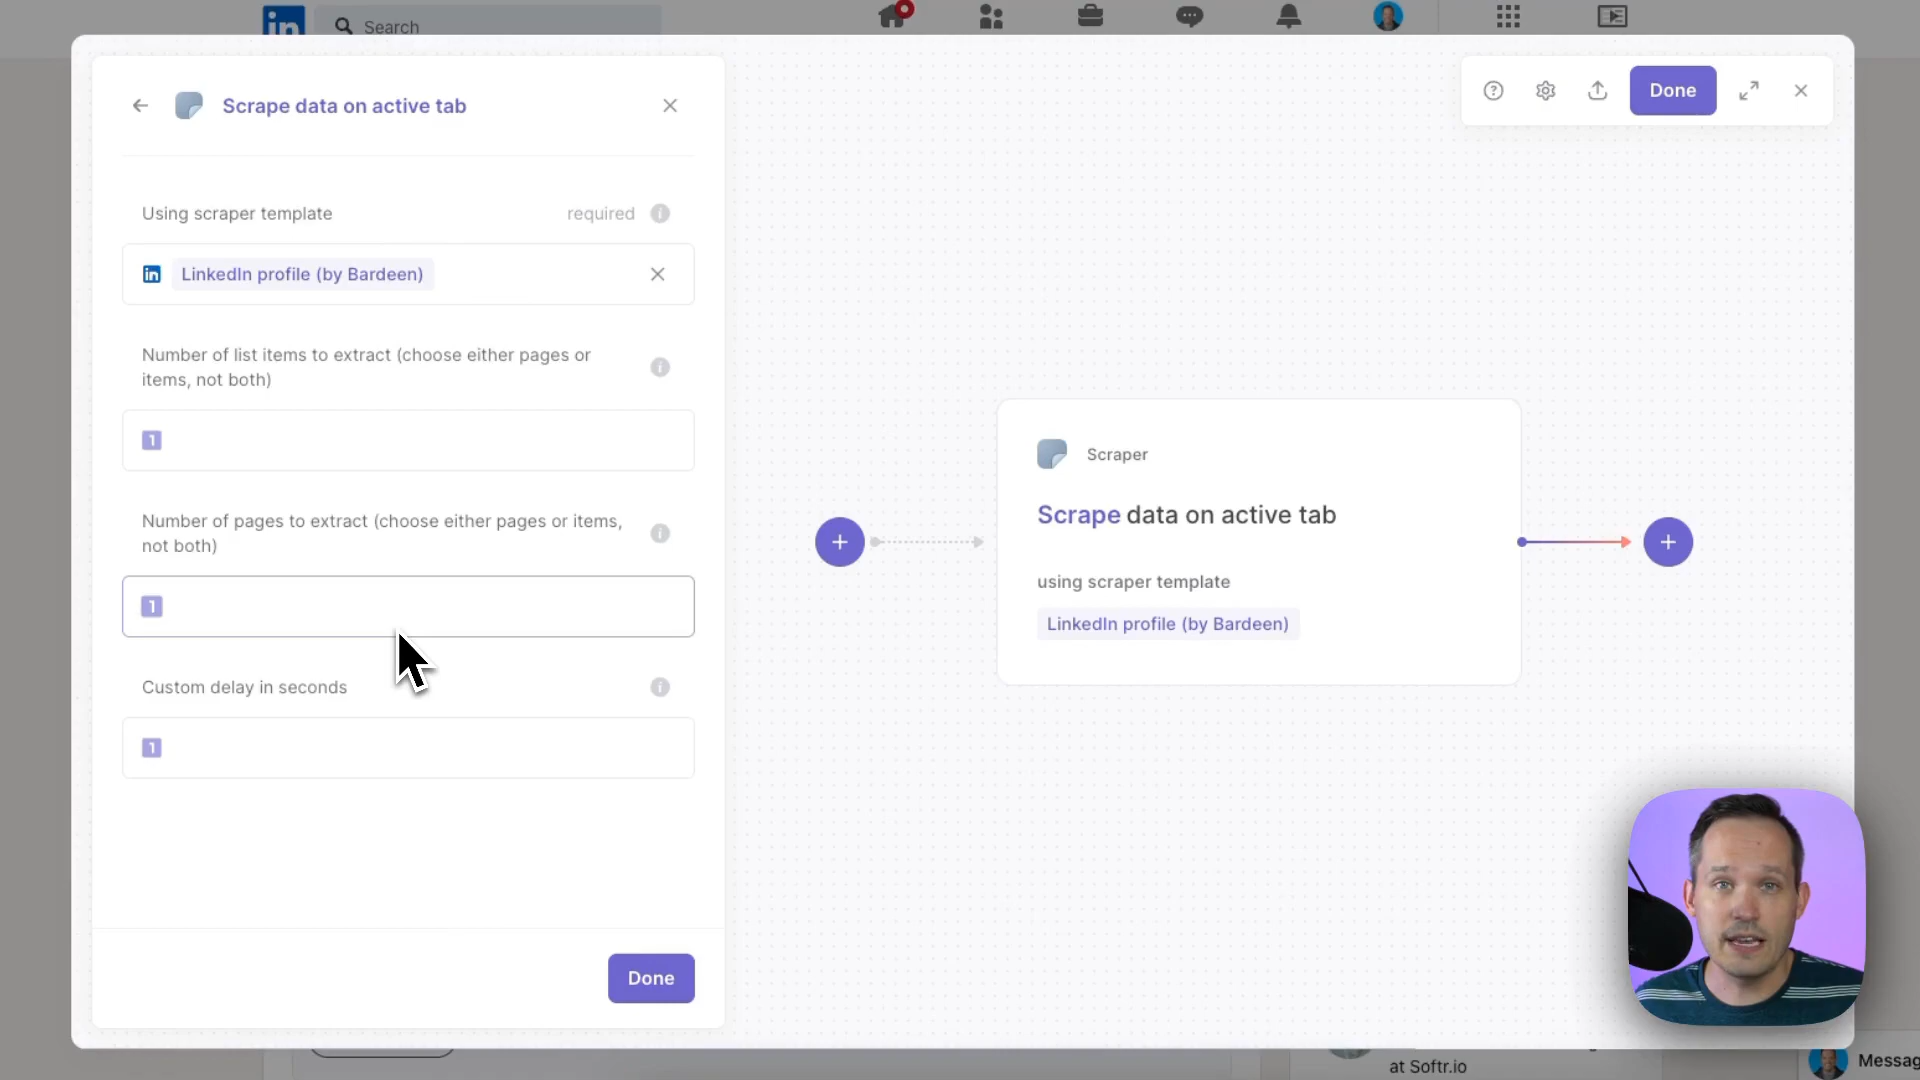 in
Search
Scrape data on active tab
Done
Using scraper template
required
in
LinkedIn profile (by Bardeen)
Number of list items to extract (choose either pages or
items, not both)
1
Number of pages to extract (choose either pages or items,
not both)
1
Custom delay in seconds
1
Done
Scraper
Scrape data on active tab
using scraper template
LinkedIn profile (by Bardeen)
at Softr.io